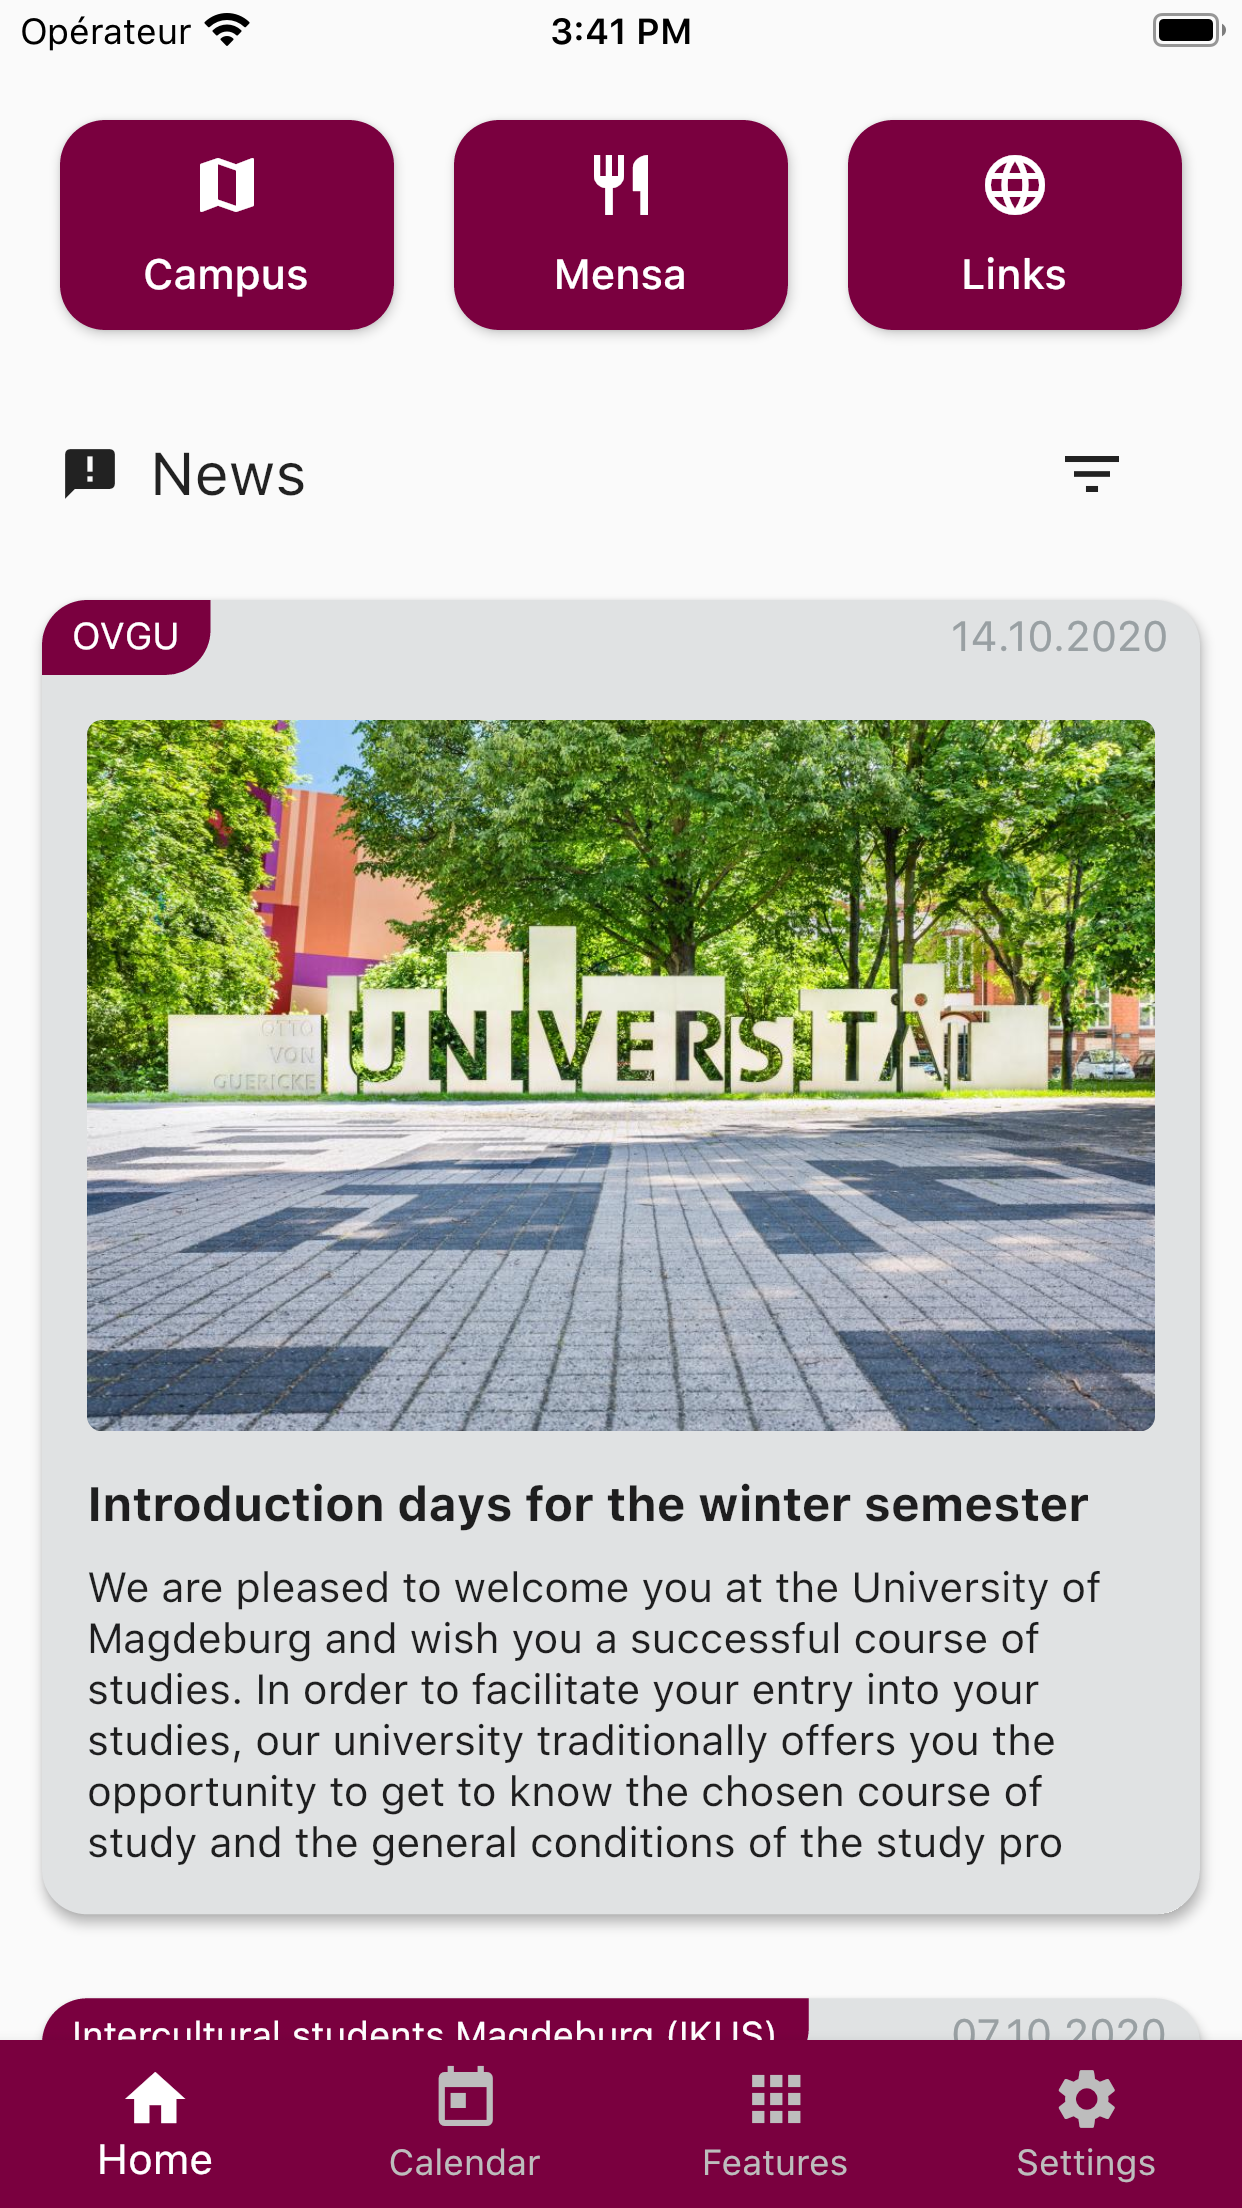 Opérateur 3:41 PM
Campus Mensa Links
News
OVGU 14.10.2020
OTTO
VON
GUERICKE
UNIVERSITÄT
Introduction days for the winter semester
We are pleased to welcome you at the University of
Magdeburg and wish you a successful course of
studies. In order to facilitate your entry into your
studies, our university traditionally offers you the
opportunity to get to know the chosen course of
study and the general conditions of the study pro
Intercultural students Magdeburg (IKUS) 07.10.2020
Home Calendar Features Settings